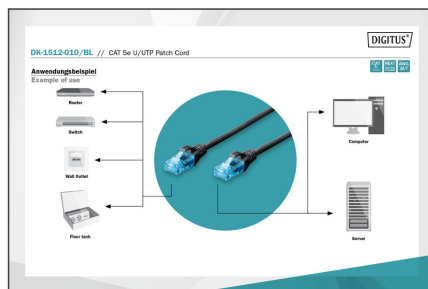 DIGITUS®
DK-1512-010/BL // CAT 5e U/UTP Patch Cord
Anwendungsbeispiel
Example of use
Router
Switch
Wall Outlet
Floor tank
Computer
Server